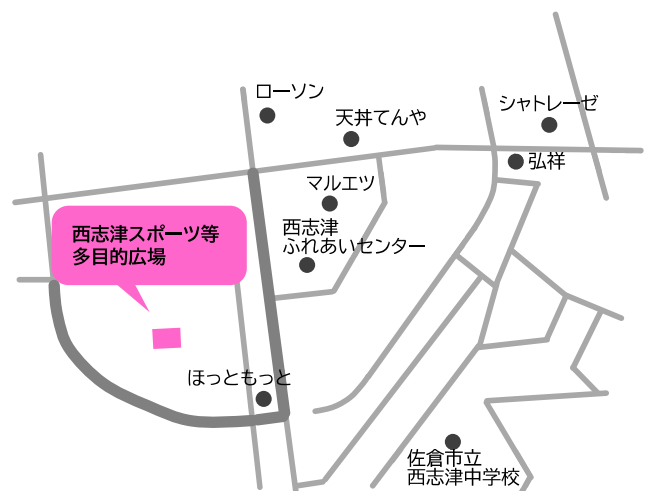 ローソン
天丼てんや
シャトレーゼ
弘祥
マルエツ
西志津
ふれあいセンター
西志津スポーツ等
多目的広場
ほっともっと
佐倉市立
西志津中学校